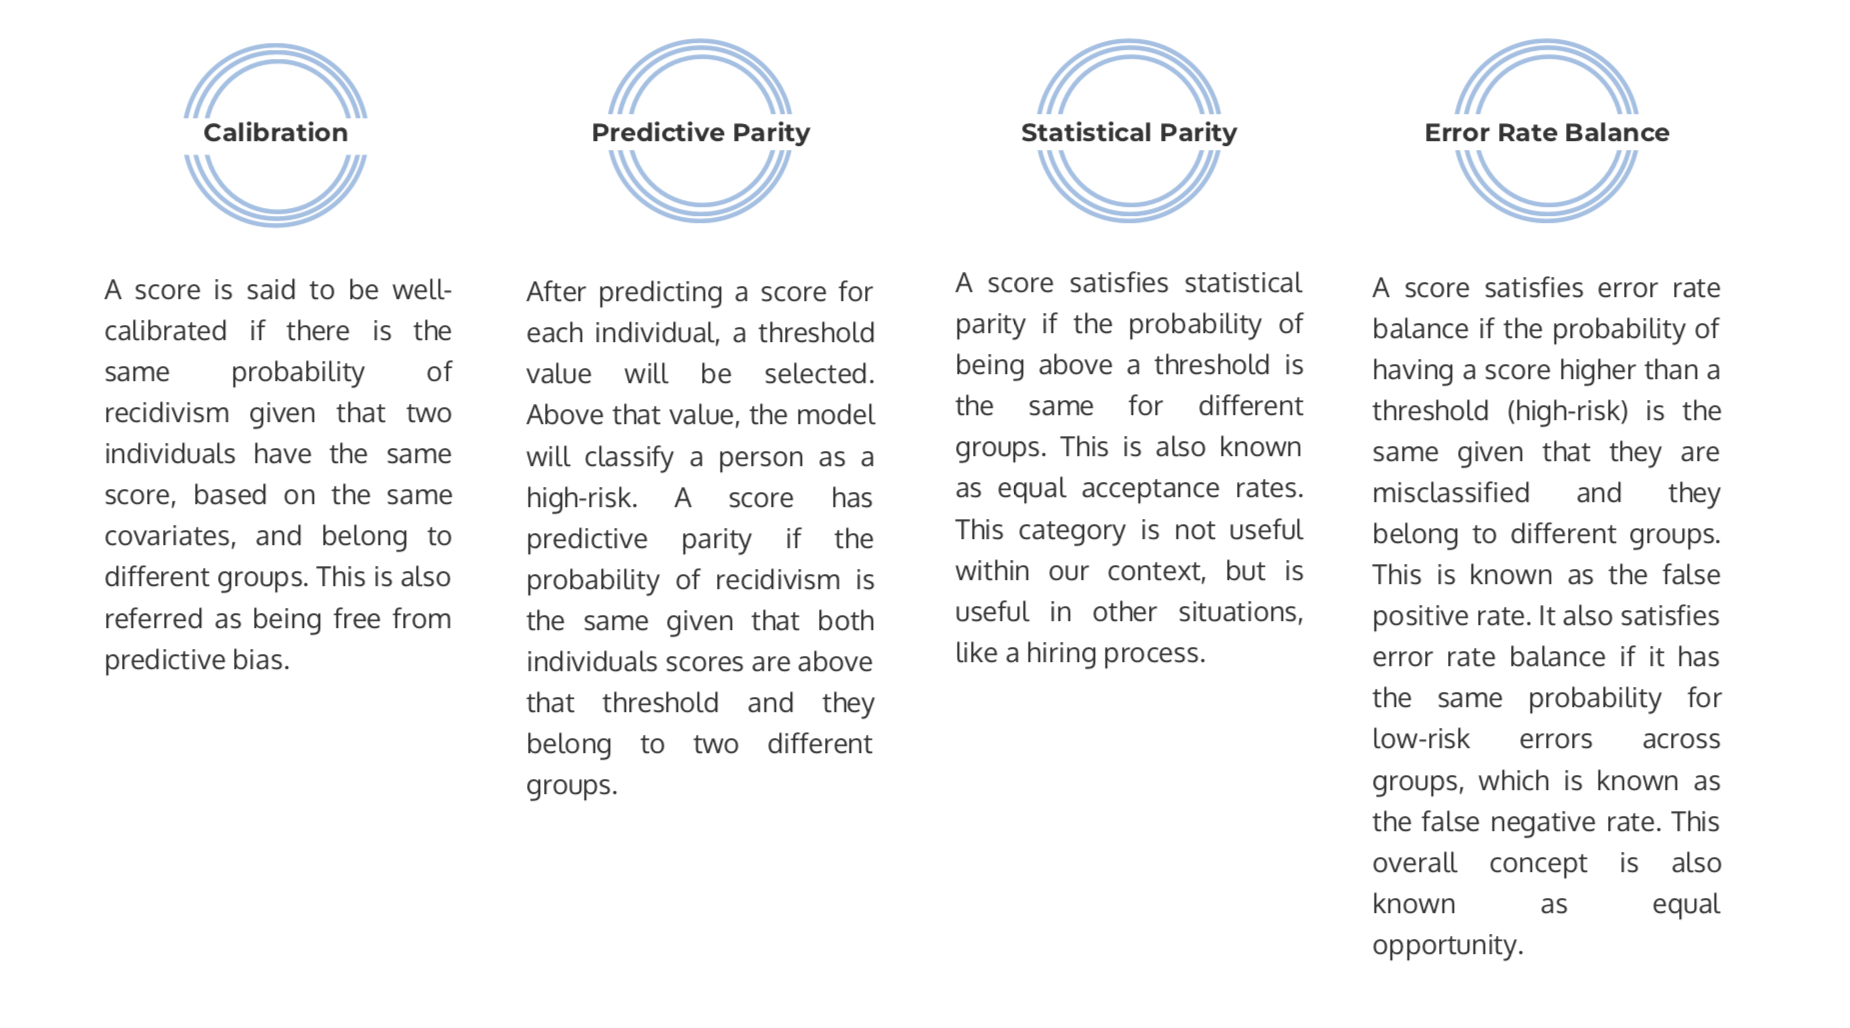 Calibration
A score is said to be well-
calibrated if there is the
same probability of
recidivism given that two
individuals have the same
score, based on the same
covariates, and belong to
different groups. This is also
referred as being free from
predictive bias.
Predictive Parity
After predicting a score for
each individual, a threshold
value will be selected.
Above that value, the model
will classify a person as a
high-risk. A score has
predictive parity if the
probability of recidivism is
the same given that both
individuals scores are above
that threshold and they
belong to two different
groups.
Statistical Parity
A score satisfies statistical
parity if the probability of
being above a threshold is
the same for different
groups. This is also known
as equal acceptance rates.
This category is not useful
within our context, but is
useful in other situations,
like a hiring process.
Error Rate Balance
A score satisfies error rate
balance if the probability of
having a score higher than a
threshold (high-risk) is the
same given that they are
misclassified and they
belong to different groups.
This is known as the false
positive rate. It also satisfies
error rate balance if it has
the same probability for
low-risk errors across
groups, which is known as
the false negative rate. This
overall concept is also
known as equal
opportunity.